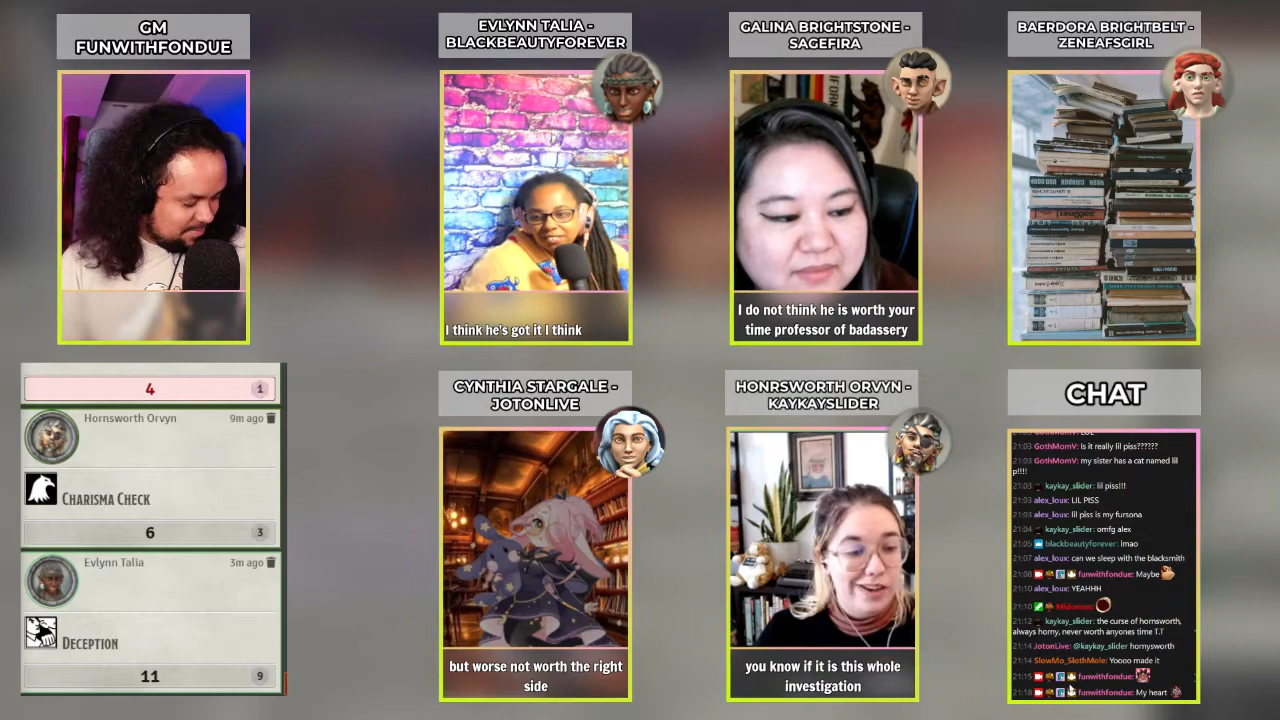 GM
FUNWITHFONDUE
EVLYNN TALIA -
BLACKBEAUTYFOREVER
GALINA BRIGHTSTONE -
SAGEFIRA
BAERDORA BRIGHTBELT -
ZENEAFSGIRL
I think he's got it I think
I do not think he is worth your
time professor of badassery
4 1
Hornsworth Orvyn 9m ago
CHARISMA CHECK
6 3
Evlynn Talia 3m ago
DECEPTION
11 9
CYNTHIA STARGALE -
JOTONLIVE
HONRSWORTH ORVYN -
KAYKAYSLIDER
CHAT
but worse not worth the right
side
you know if it is this whole
investigation
21:03 GothMomV: Is it really lil piss??????
21:03 GothMomV: my sister has a cat named lil
p!!!!
21:03 kaykay_slider: lil piss!!!
21:03 alex_loux: LIL PISS
21:03 alex_loux: lil piss is my fursona
21:04 kaykay_slider: omfg alex
21:05 blackbeautyforever: lmao
21:07 alex_loux: can we sleep with the blacksmith
21:08 funwithfondue: Maybe
21:10 alex_loux: YEAHHH
21:10
21:12 kaykay_slider: the curse of hornsworth,
always horny, never worth anyones time T.T
21:14 JotonLive: @kaykay_slider hornysworth
21:14 SlowMo_SlothMole: Yoooo made it
21:15 funwithfondue:
21:18 funwithfondue: My heart